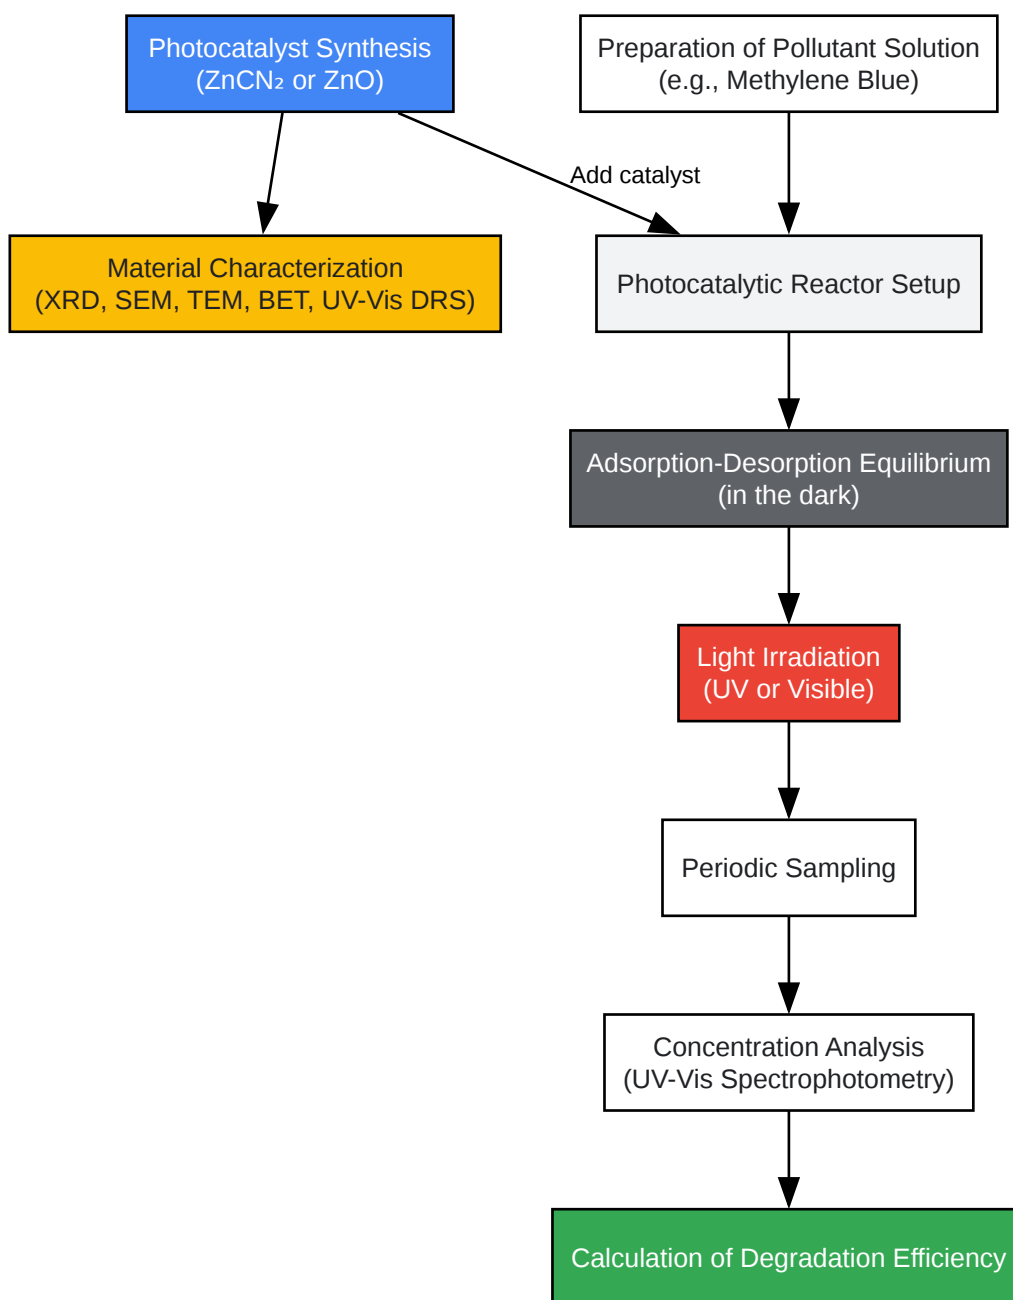 Photocatalyst Synthesis
(ZnCN₂ or ZnO)
Preparation of Pollutant Solution
(e.g., Methylene Blue)
Add catalyst
Material Characterization
(XRD, SEM, TEM, BET, UV-Vis DRS)
Photocatalytic Reactor Setup
Adsorption-Desorption Equilibrium
(in the dark)
Light Irradiation
(UV or Visible)
Periodic Sampling
Concentration Analysis
(UV-Vis Spectrophotometry)
Calculation of Degradation Efficiency